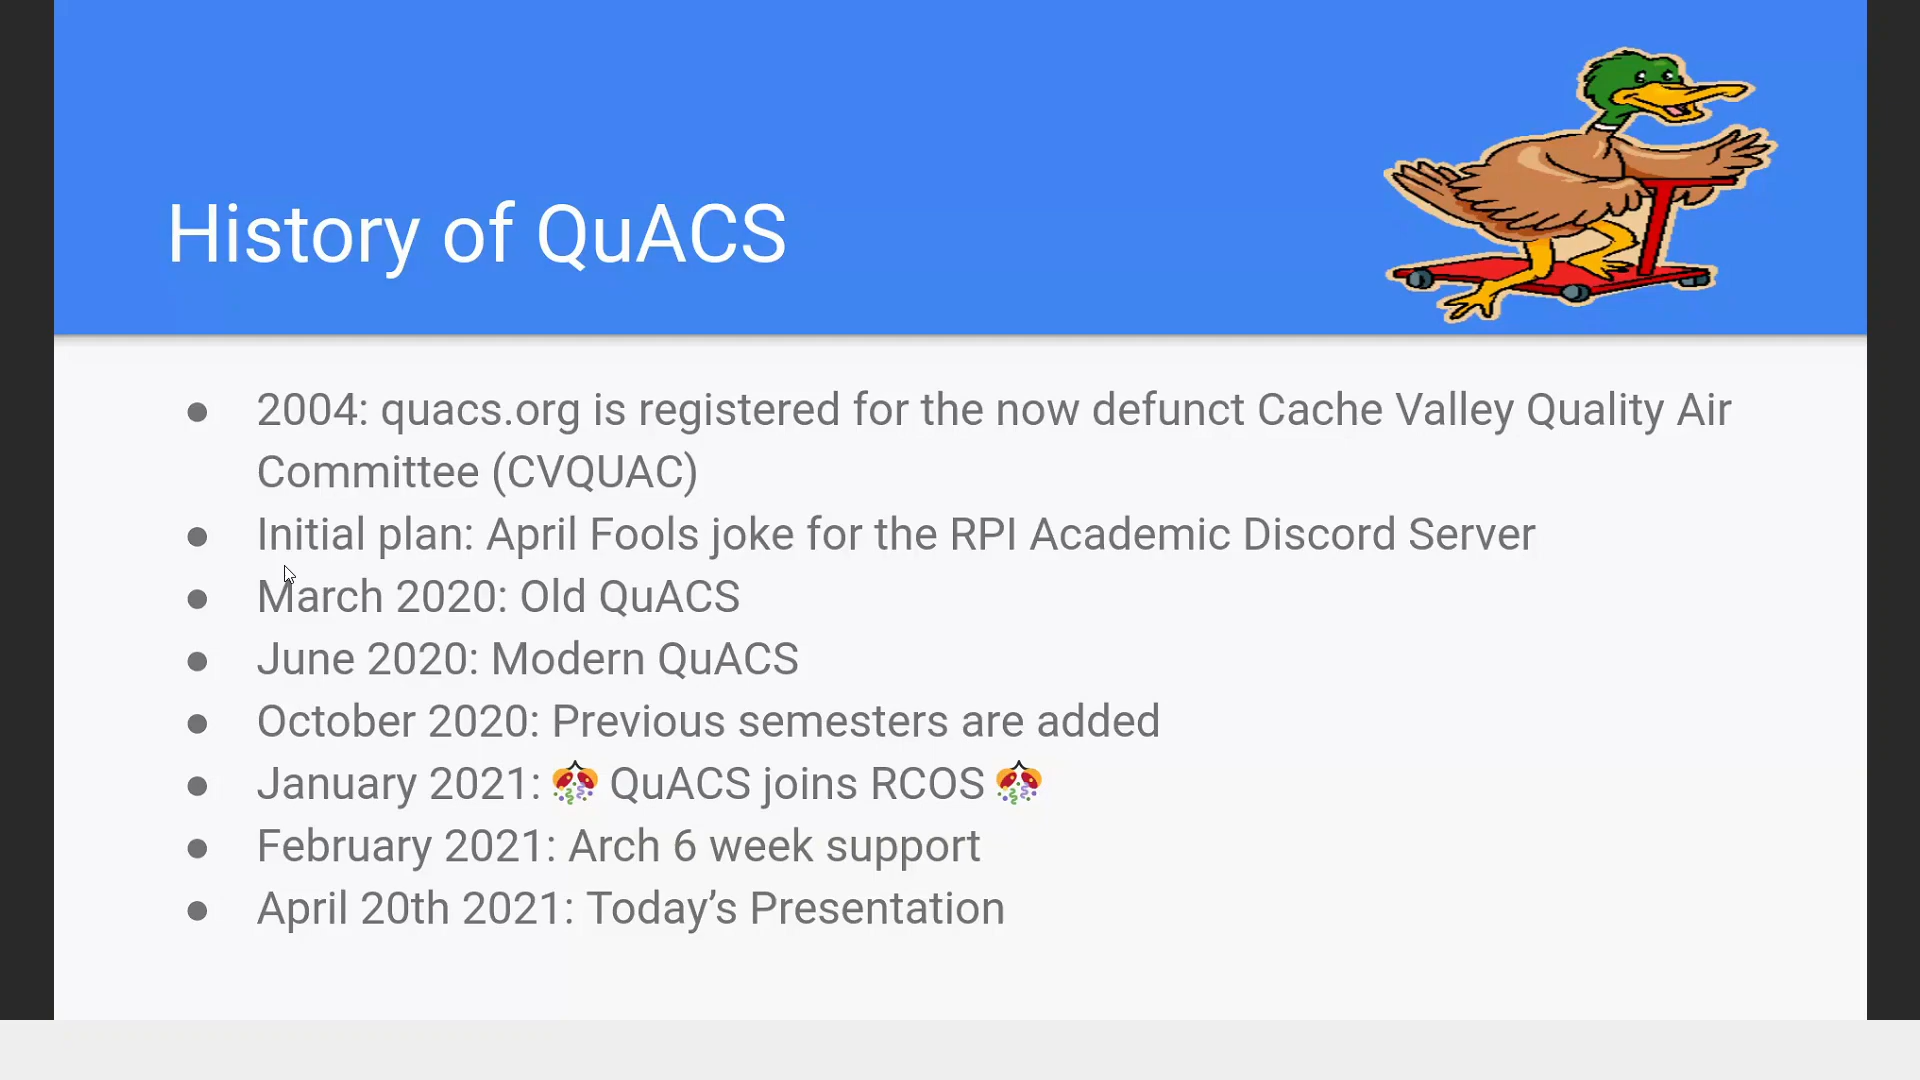 History of QuACS
● 2004: quacs.org is registered for the now defunct Cache Valley Quality Air
Committee (CVQUAC)
● Initial plan: April Fools joke for the RPI Academic Discord Server
● March 2020: Old QuACS
● June 2020: Modern QuACS
● October 2020: Previous semesters are added
● January 2021: 🎊 QuACS joins RCOS 🎊
● February 2021: Arch 6 week support
● April 20th 2021: Today’s Presentation